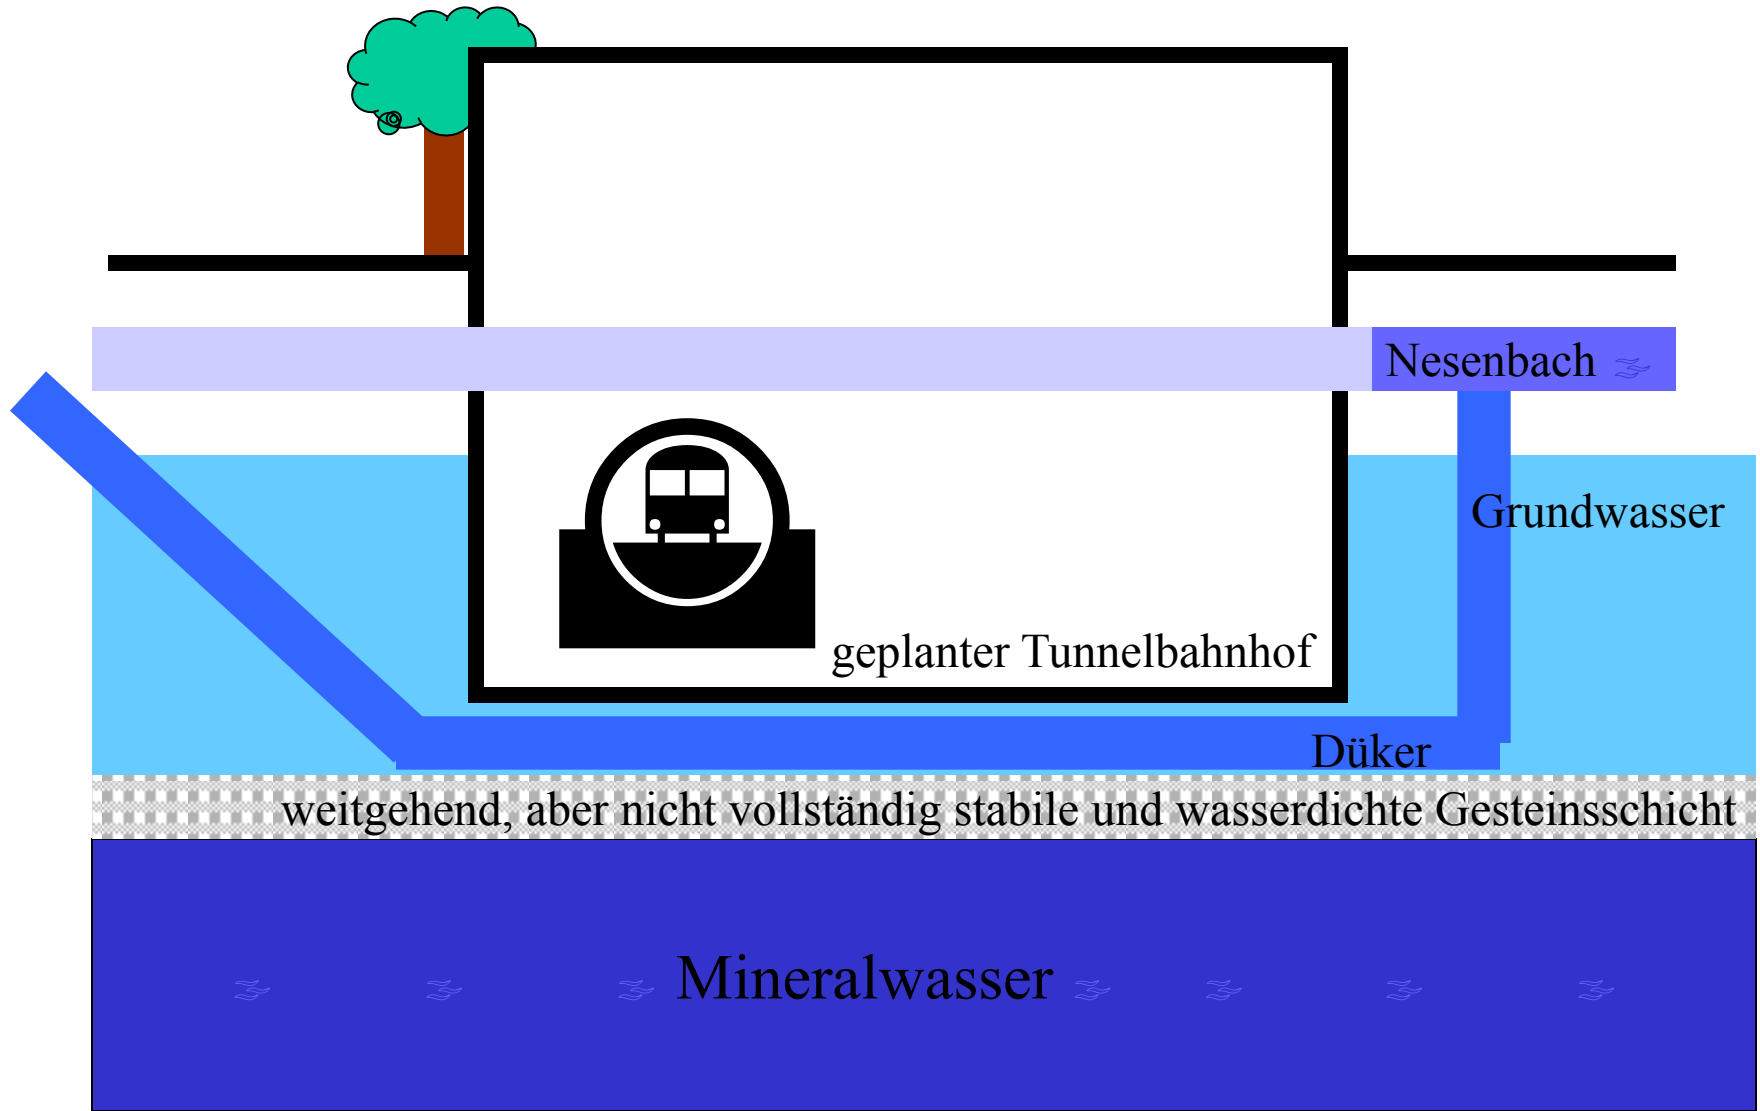 Nesenbach
Grundwasser
geplanter Tunnelbahnhof
Düker
weitgehend, aber nicht vollständig stabile und wasserdichte Gesteinsschicht
Mineralwasser